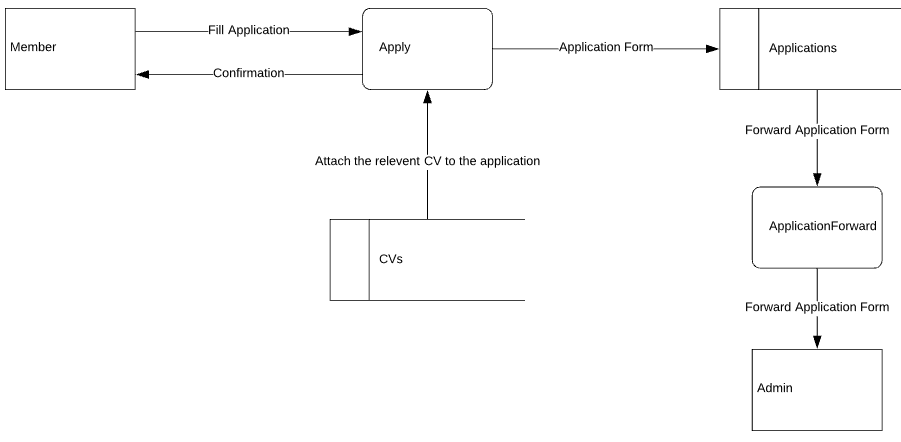 Fill Application
Member
Apply
Application Form
Applications
Confirmation
Forward Application Form
Attach the relevent CV to the application
ApplicationForward
CVs
Forward Application Form
Admin